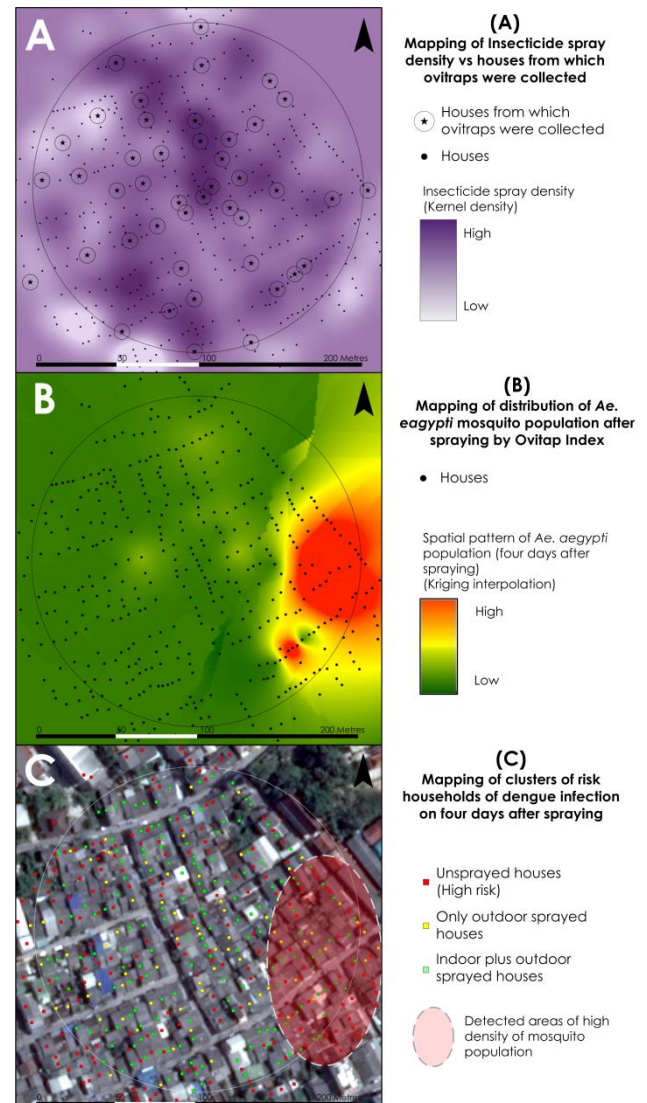 A
0
50
100
200 Metres
(A)
Mapping of Insecticide spray
density vs houses from which
ovitraps were collected
Houses from which
ovitraps were collected
Houses
Insecticide spray density
(Kernel density)
High
Low
B
0
50
100
200 Metres
(B)
Mapping of distribution of Ae.
eagypti mosquito population after
spraying by Ovitap Index
Houses
Spatial pattern of Ae. aegypti
population (four days after
spraying)
(Kriging interpolation)
High
Low
C
0
50
100
200 Metres
(C)
Mapping of clusters of risk
households of dengue infection
on four days after spraying
Unsprayed houses
(High risk)
Only outdoor sprayed
houses
Indoor plus outdoor
sprayed houses
Detected areas of high
density of mosquito
population